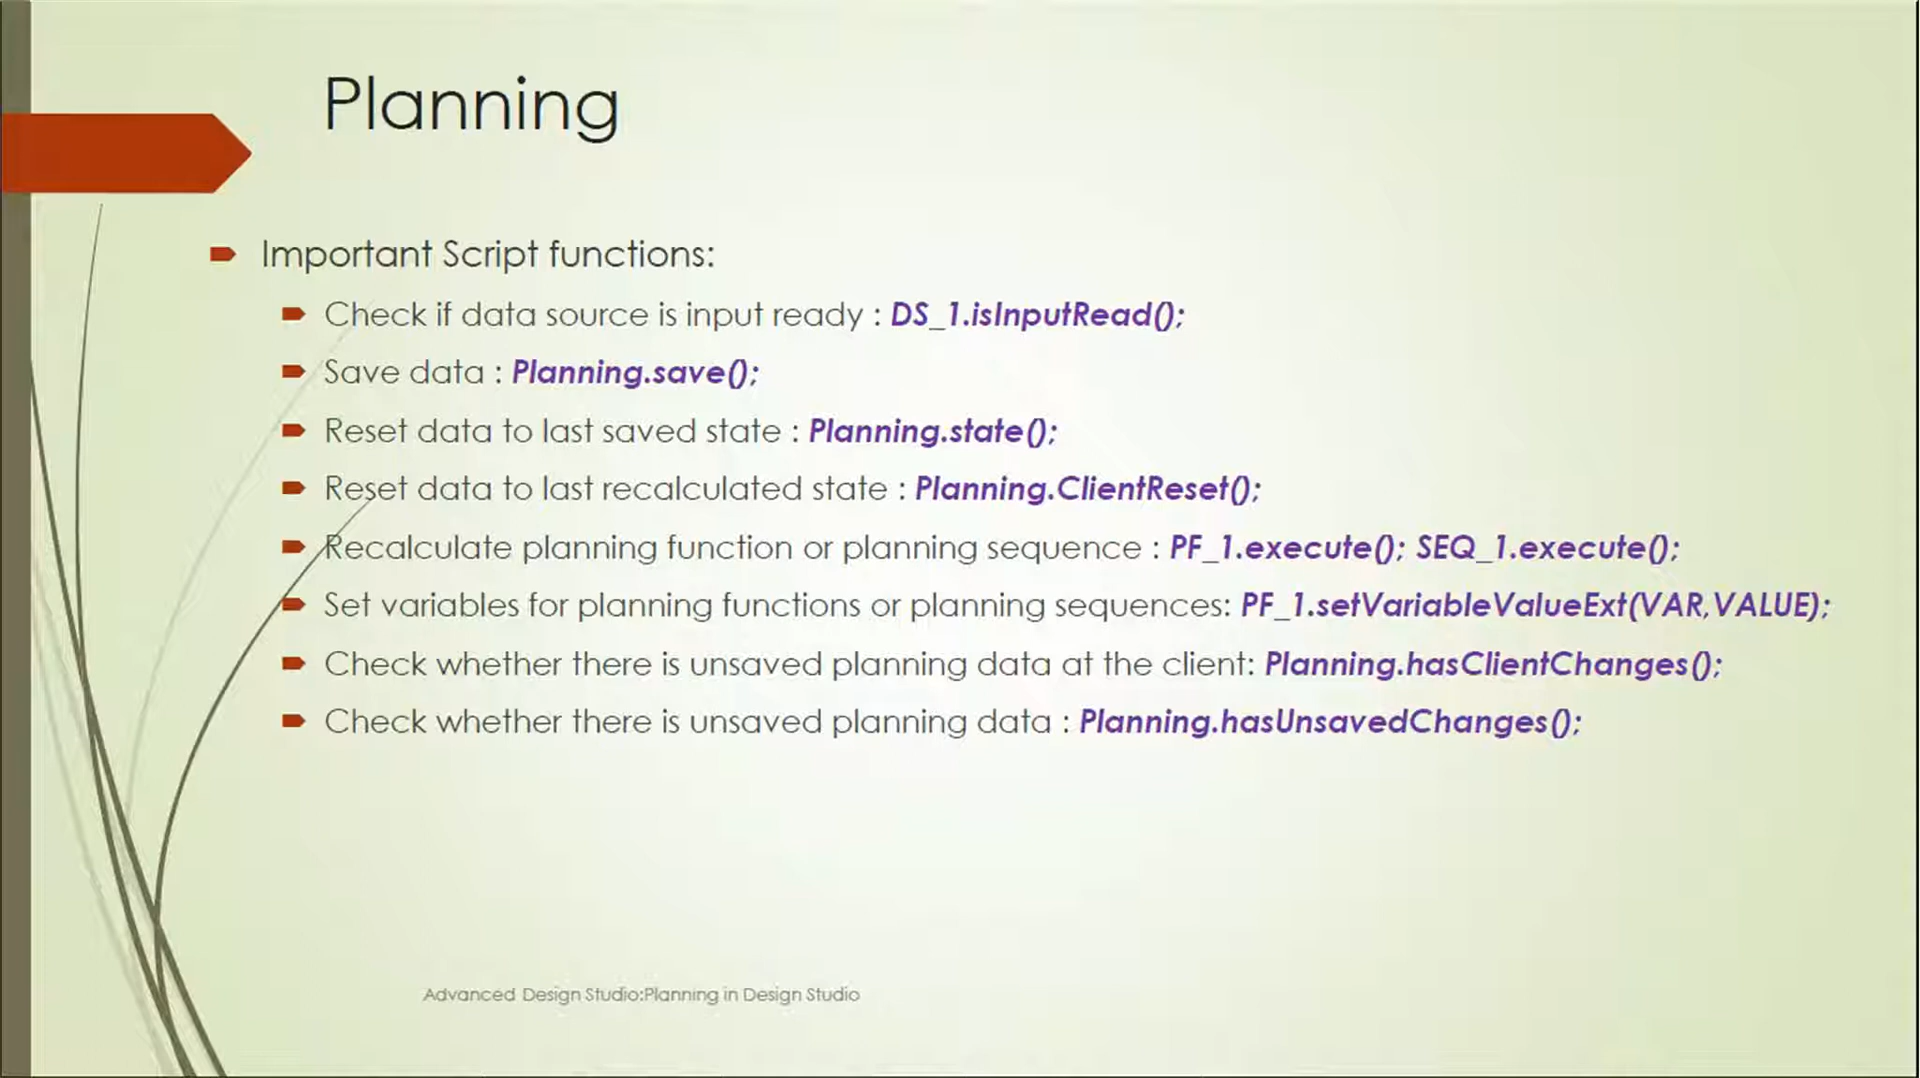 Planning
Important Script functions:
Check if data source is input ready : DS_1.isInputRead();
Save data : Planning.save();
Reset data to last saved state : Planning.state();
Reset data to last recalculated state : Planning.ClientReset();
Recalculate planning function or planning sequence : PF_1.execute(); SEQ_1.execute();
Set variables for planning functions or planning sequences: PF_1.setVariableValueExt(VAR,VALUE);
Check whether there is unsaved planning data at the client: Planning.hasClientChanges();
Check whether there is unsaved planning data : Planning.hasUnsavedChanges();
Advanced Design Studio:Planning in Design Studio